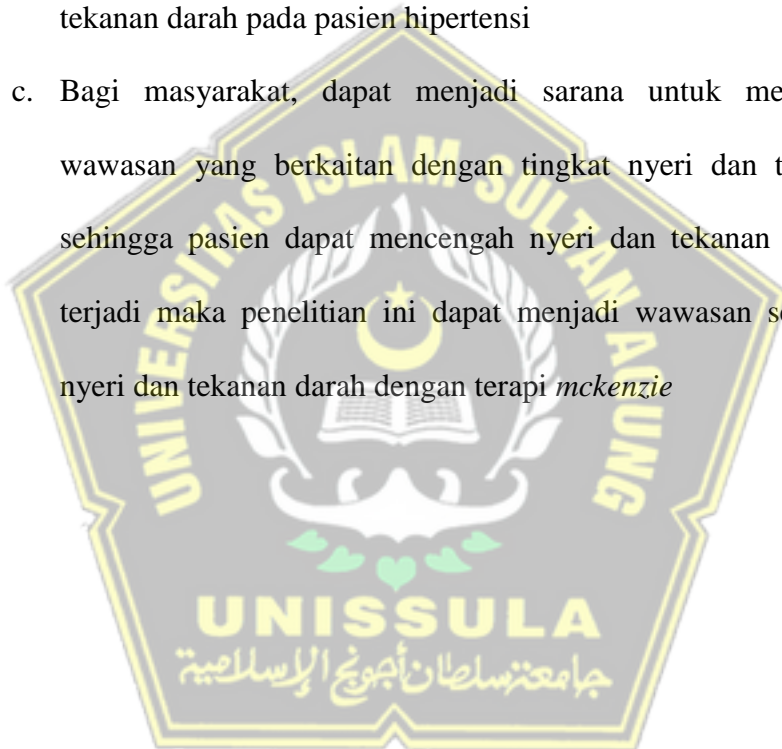 tekanan darah pada pasien hipertensi
c. Bagi masyarakat, dapat menjadi sarana untuk me
wawasan yang berkaitan dengan tingkat nyeri dan t
sehingga pasien dapat mencengah nyeri dan tekanan
terjadi maka penelitian ini dapat menjadi wawasan s
nyeri dan tekanan darah dengan terapi mckenzie
UNIVERSITAS ISLAM SULTAN AGUNG
UNISSULA
جامعتنسلطان أجونج الإسلامية